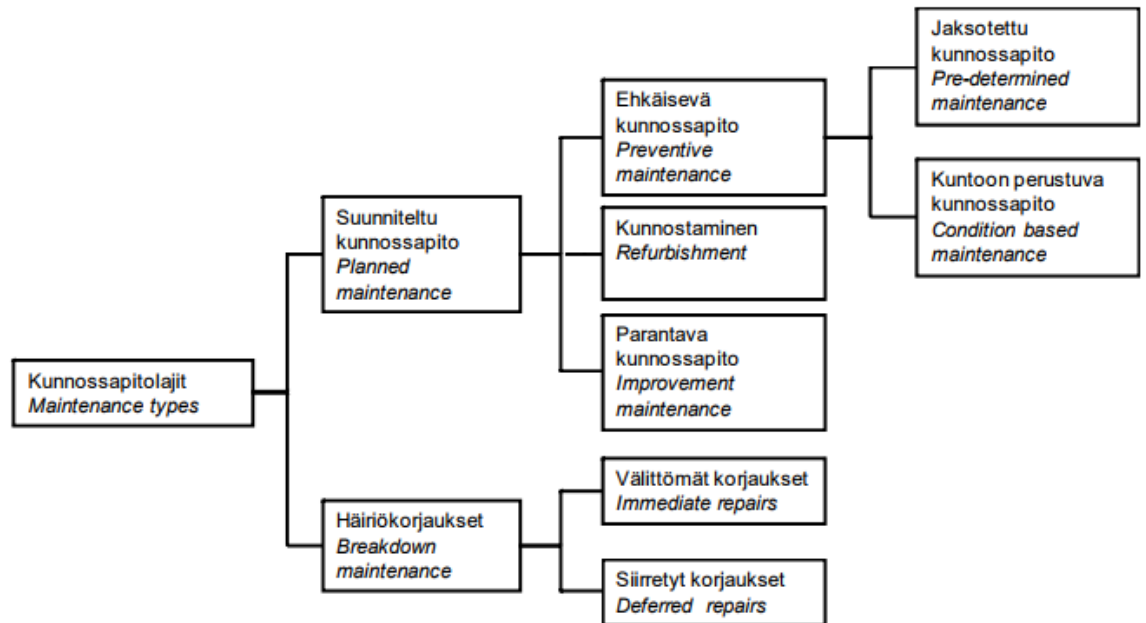 Kunnossapitolajit
Maintenance types
Suunniteltu
kunnossapito
Planned
maintenance
Häiriökorjaukset
Breakdown
maintenance
Ehkäisevä
kunnossapito
Preventive
maintenance
Kunnostaminen
Refurbishment
Parantava
kunnossapito
Improvement
maintenance
Välittömät korjaukset
Immediate repairs
Siirretyt korjaukset
Deferred repairs
Jaksotettu
kunnossapito
Pre-determined
maintenance
Kuntoon perustuva
kunnossapito
Condition based
maintenance